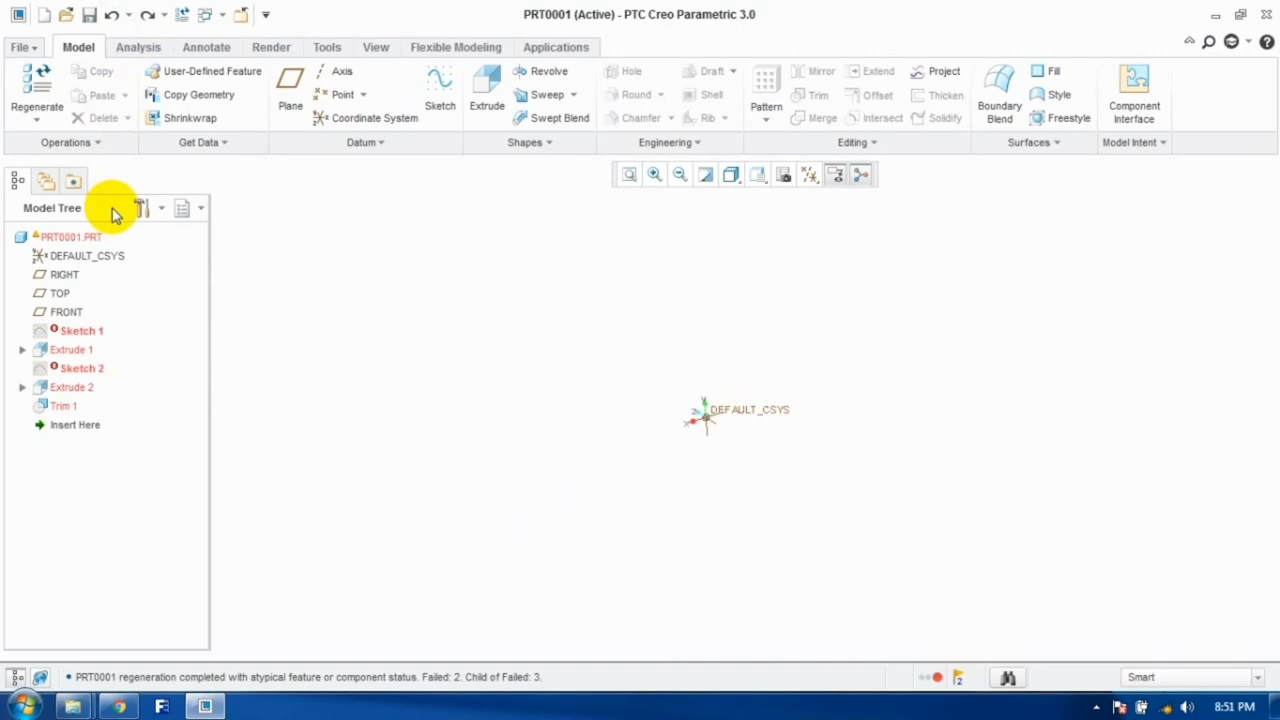 PRT0001 (Active) - PTC Creo Parametric 3.0
File Model Analysis Annotate Render Tools View Flexible Modeling Applications
Regenerate
Copy
Paste
Delete
Operations
User-Defined Feature
Copy Geometry
Shrinkwrap
Get Data
Plane
Axis
Point
Coordinate System
Datum
Sketch
Extrude
Revolve
Sweep
Swept Blend
Shapes
Hole
Round
Chamfer
Draft
Shell
Rib
Engineering
Pattern
Mirror
Trim
Merge
Extend
Offset
Intersect
Project
Thicken
Solidify
Editing
Boundary
Blend
Fill
Style
Freestyle
Surfaces
Component
Interface
Model Intent
Model Tree
PRT0001.PRT
DEFAULT_CSYS
RIGHT
TOP
FRONT
Sketch 1
Extrude 1
Sketch 2
Extrude 2
Trim 1
Insert Here
Y
Z
X
DEFAULT_CSYS
• PRT0001 regeneration completed with atypical feature or component status. Failed: 2. Child of Failed: 3.
2
Smart
F
8:51 PM